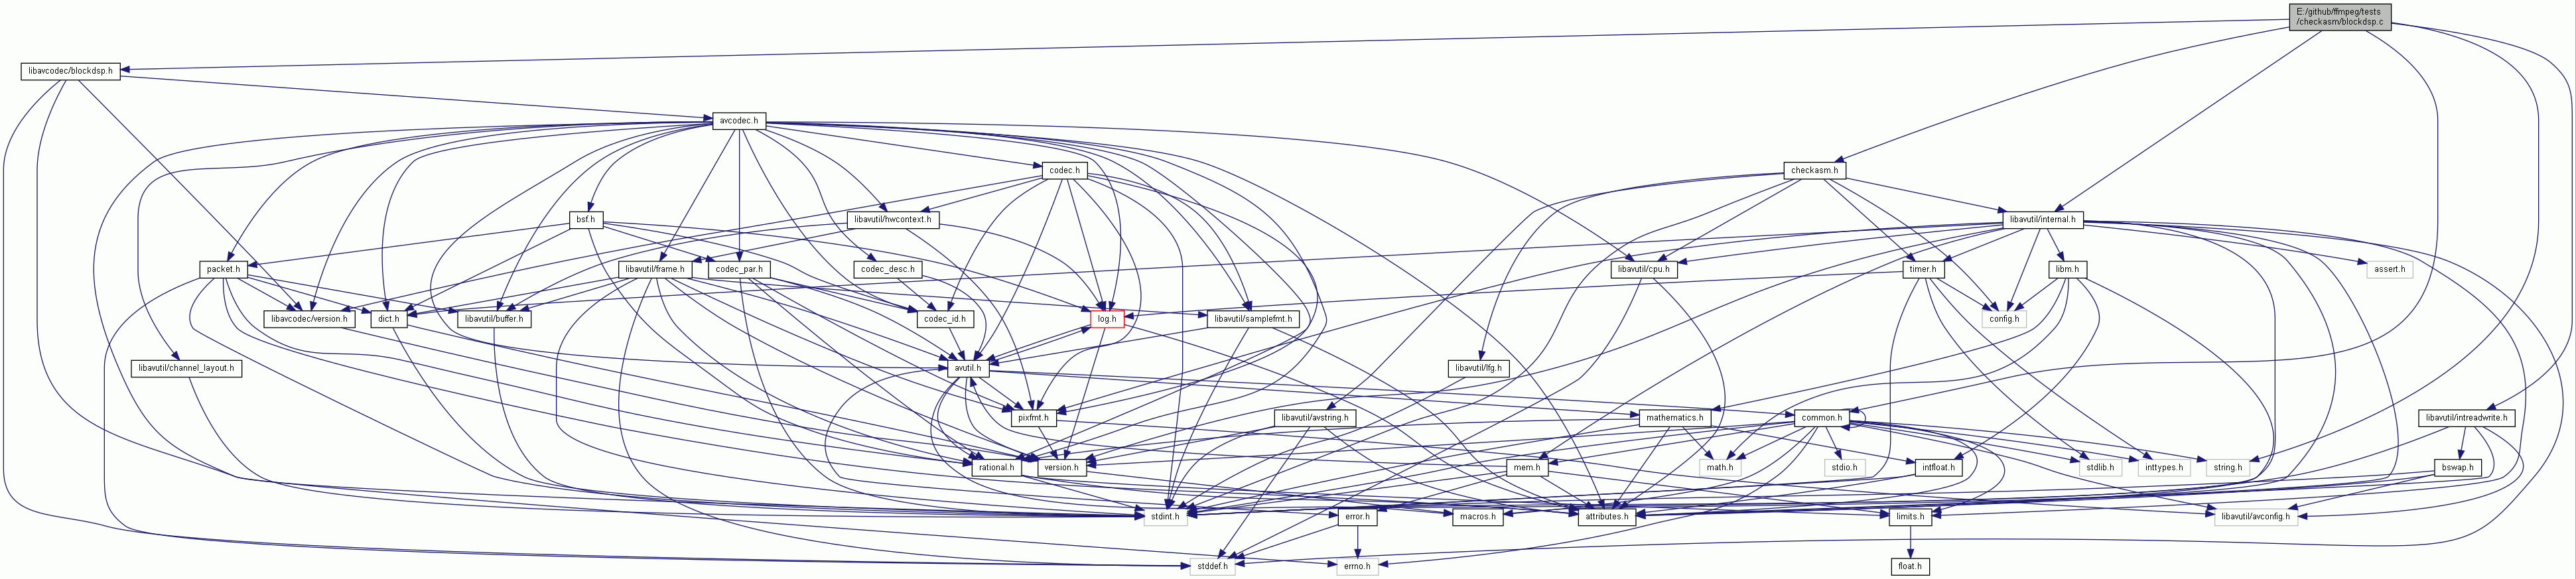 E:/github/ffmpeg/tests
/checkasm/blockdsp.c
libavcodec/blockdsp.h
avcodec.h
codec.h
checkasm.h
bsf.h
libavutil/hwcontext.h
libavutil/internal.h
packet.h
libavutil/frame.h
codec_par.h
codec_desc.h
libavutil/cpu.h
timer.h
libm.h
assert.h
libavcodec/version.h
dict.h
libavutil/buffer.h
codec_id.h
log.h
libavutil/samplefmt.h
config.h
libavutil/channel_layout.h
avutil.h
libavutil/lfg.h
pixfmt.h
libavutil/avstring.h
mathematics.h
common.h
libavutil/intreadwrite.h
rational.h
version.h
mem.h
math.h
stdio.h
intfloat.h
stdlib.h
inttypes.h
string.h
bswap.h
stdint.h
error.h
macros.h
attributes.h
limits.h
libavutil/avconfig.h
stddef.h
errno.h
float.h